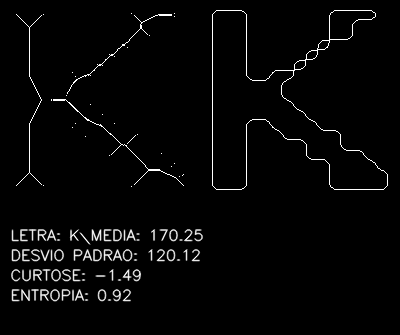 LETRA: K\MEDIA: 170.25
DESVIO PADRAO: 120.12
CURTOSE: -1.49
ENTROPIA: 0.92